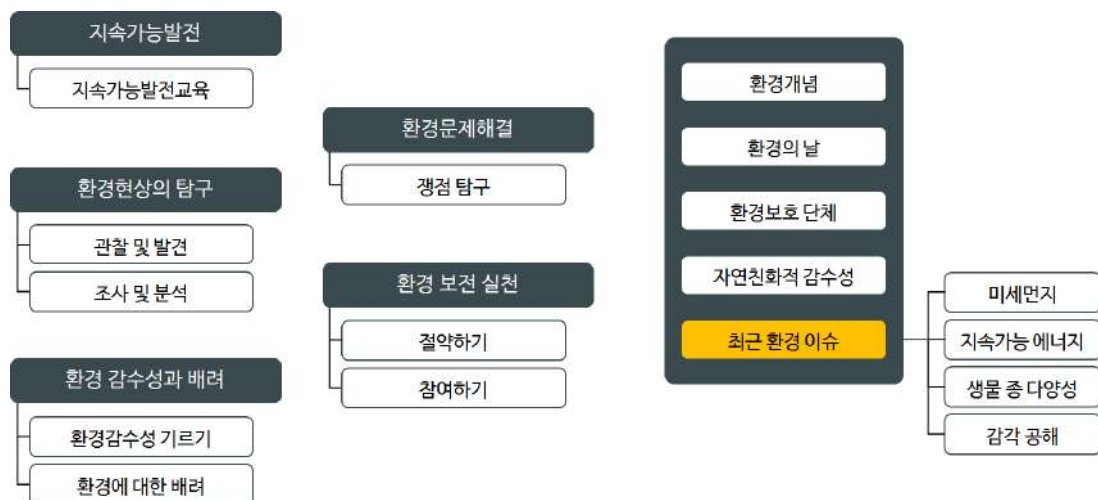 지속가능발전
지속가능발전교육
환경현상의 탐구
관찰 및 발견
조사 및 분석
환경 감수성과 배려
환경감수성 기르기
환경에 대한 배려
환경문제해결
쟁점 탐구
환경 보전 실천
절약하기
참여하기
환경개념
환경의 날
환경보호 단체
자연친화적 감수성
최근 환경 이슈
미세먼지
지속가능 에너지
생물 종 다양성
감각 공해